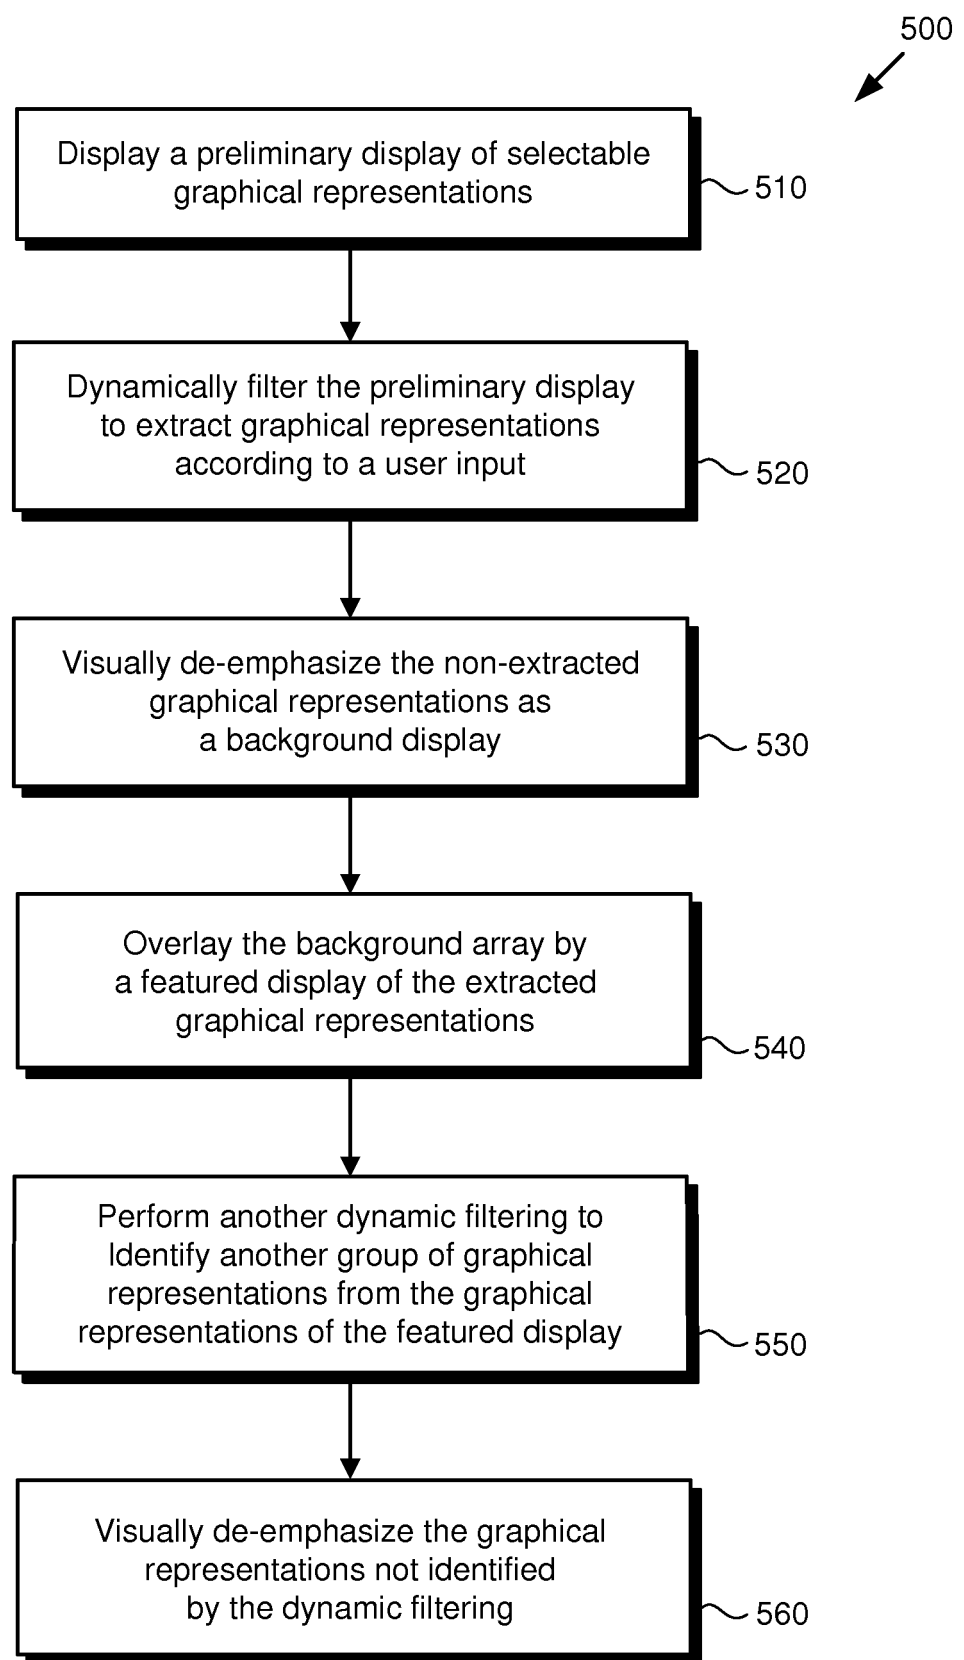 500
Display a preliminary display of selectable
graphical representations
510
Dynamically filter the preliminary display
to extract graphical representations
according to a user input
520
Visually de-emphasize the non-extracted
graphical representations as
a background display
530
Overlay the background array by
a featured display of the extracted
graphical representations
540
Perform another dynamic filtering to
Identify another group of graphical
representations from the graphical
representations of the featured display
550
Visually de-emphasize the graphical
representations not identified
by the dynamic filtering
560